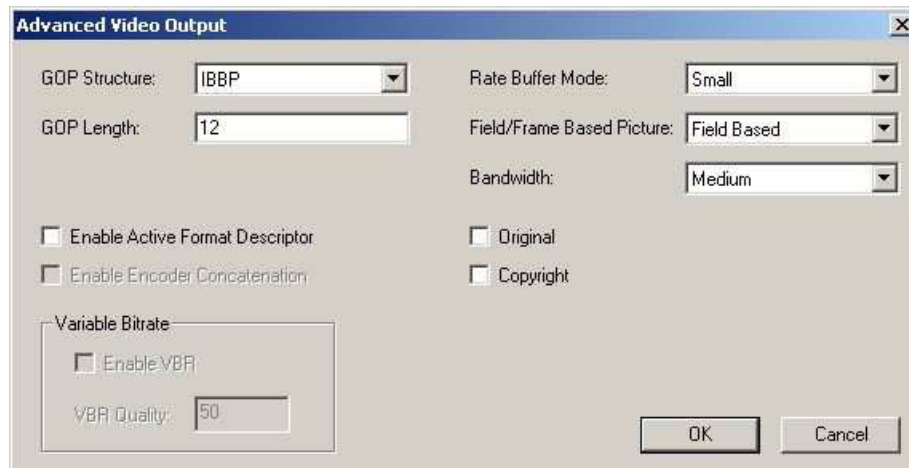 Advanced Video Output
GOP Structure: IBBP
Rate Buffer Mode: Small
GOP Length: 12
Field/Frame Based Picture: Field Based
Bandwidth: Medium
Enable Active Format Descriptor
Original
Enable Encoder Concatenation
Copyright
Variable Bitrate
Enable VBR
VBR Quality: 50
OK
Cancel